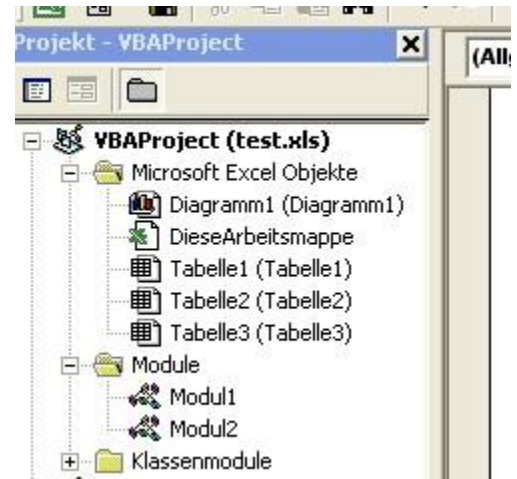 Projekt - VBAProject
(Allg
VBAProject (test.xls)
Microsoft Excel Objekte
Diagramm1 (Diagramm1)
DieseArbeitsmappe
Tabelle1 (Tabelle1)
Tabelle2 (Tabelle2)
Tabelle3 (Tabelle3)
Module
Modul1
Modul2
Klassenmodule